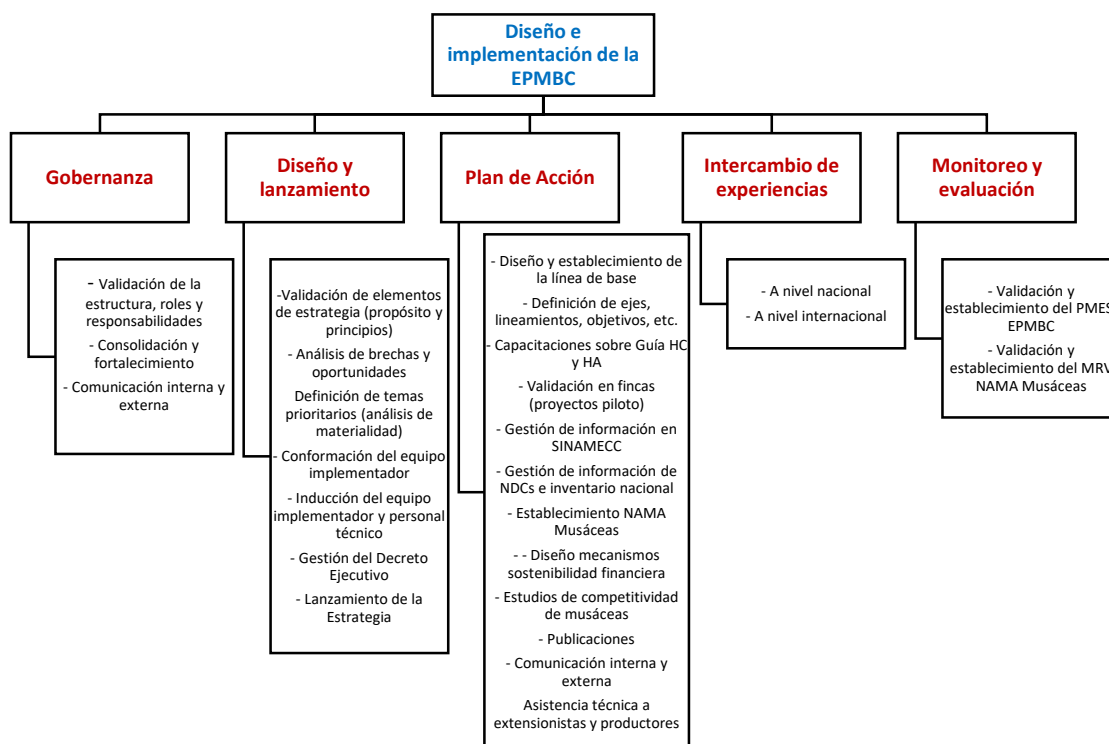 Diseño e
implementación de la
EPMBC
Gobernanza
- Validación de la
estructura, roles y
responsabilidades
- Consolidación y
fortalecimiento
- Comunicación interna y
externa
Diseño y
lanzamiento
-Validación de elementos
de estrategia (propósito y
principios)
- Análisis de brechas y
oportunidades
Definición de temas
prioritarios (análisis de
materialidad)
- Conformación del equipo
implementador
- Inducción del equipo
implementador y personal
técnico
- Gestión del Decreto
Ejecutivo
- Lanzamiento de la
Estrategia
Plan de Acción
- Diseño y establecimiento de
la línea de base
- Definición de ejes,
lineamientos, objetivos, etc.
- Capacitaciones sobre Guía HC
y HA
- Validación en fincas
(proyectos piloto)
- Gestión de información en
SINAMECC
- Gestión de información de
NDCs e inventario nacional
- Establecimiento NAMA
Musáceas
- - Diseño mecanismos
sostenibilidad financiera
- Estudios de competitividad
de musáceas
- Publicaciones
- Comunicación interna y
externa
Asistencia técnica a
extensionistas y productores
Intercambio de
experiencias
- A nivel nacional
- A nivel internacional
Monitoreo y
evaluación
- Validación y
establecimiento del PMES
EPMBC
- Validación y
establecimiento del MRV
NAMA Musáceas